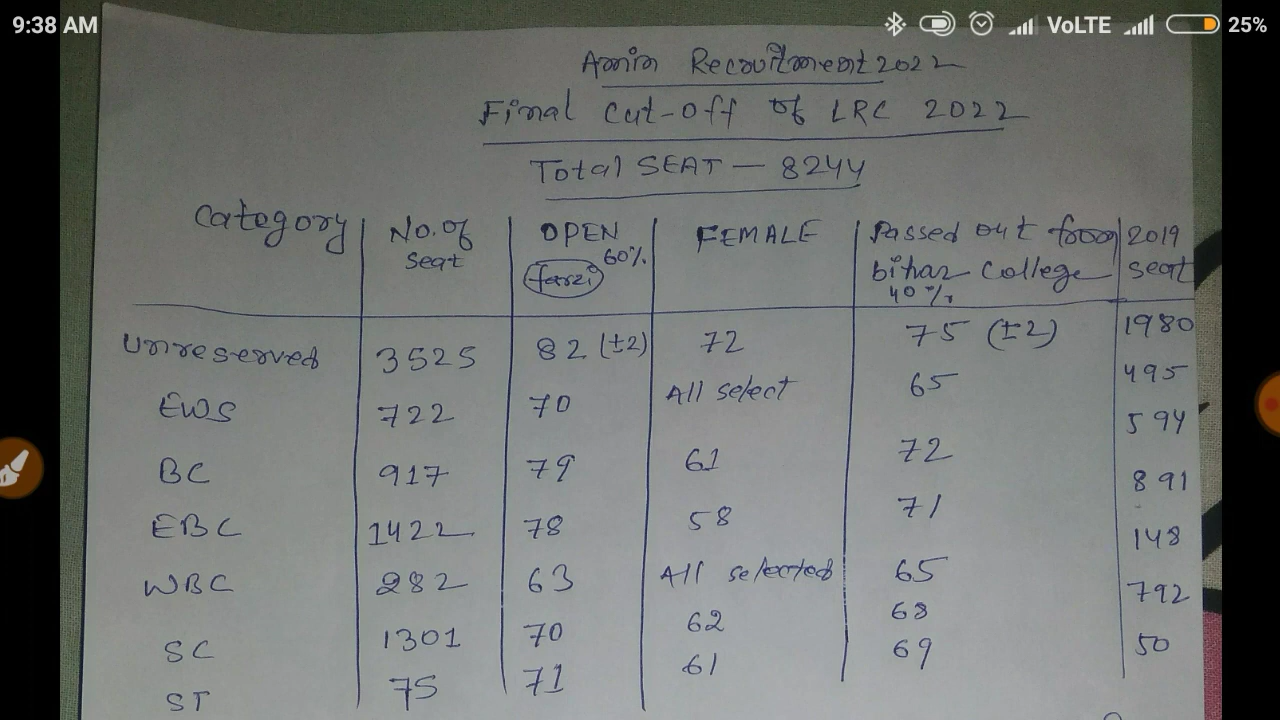 9:38 AM VoLTE 25%
Amin Recruitment 2022
Final Cut-Off of LRC 2022
Total SEAT — 8244
Category No. of Seat OPEN 60% farzi FEMALE Passed out from bihar College 40% 2019 seat
Unreserved 3525 82 (±2) 72 75 (±2) 1980
EWS 722 70 All select 65 495
BC 917 79 61 72 594
EBC 1422 78 58 71 891
WBC 282 63 All selected 65 148
SC 1301 70 62 68 792
ST 75 71 61 69 50